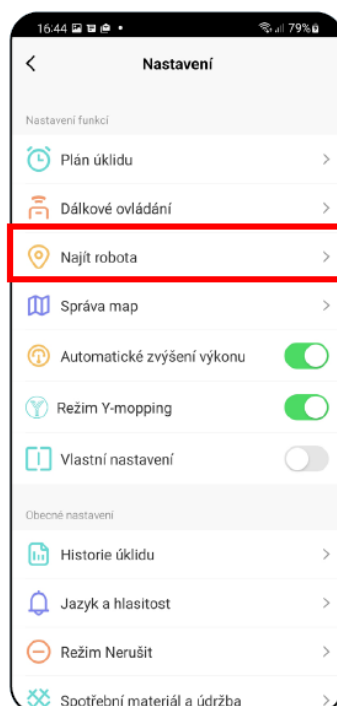 16:44 79%
Nastavení
Nastavení funkcí
Plán úklidu
Dálkové ovládání
Najít robota
Správa map
Automatické zvýšení výkonu
Režim Y-mopping
Vlastní nastavení
Obecné nastavení
Historie úklidu
Jazyk a hlasitost
Režim Nerušit
Spotřební materiál a údržba